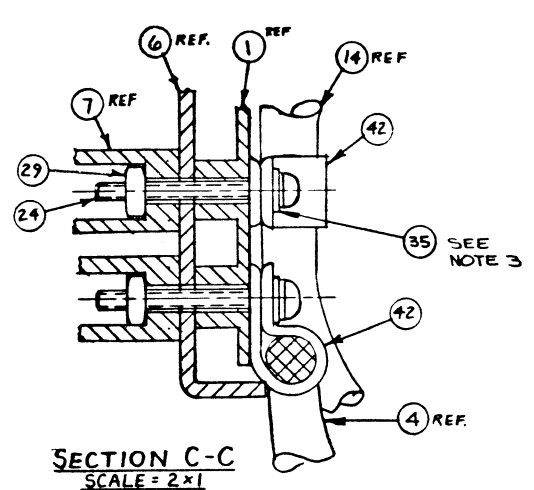 6 REF.
1 REF
14 REF
7 REF
42
29
24
35 SEE
NOTE 3
42
4 REF.
SECTION C-C
SCALE = 2×1